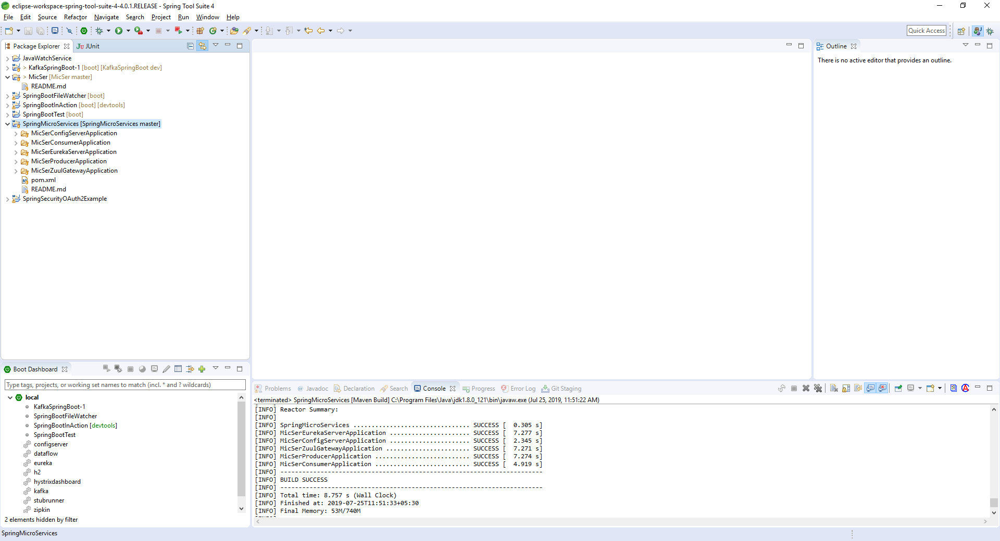 eclipse-workspace-spring-tool-suite-4-4.0.1.RELEASE - Spring Tool Suite 4
File Edit Source Refactor Navigate Search Project Run Window Help
Quick Access
Package Explorer JUnit
JavaWatchService
> KafkaSpringBoot-1 [boot] [KafkaSpringBoot dev]
> MicSer [MicSer master]
README.md
SpringBootFileWatcher [boot]
SpringBootInAction [boot] [devtools]
SpringBootTest [boot]
SpringMicroServices [SpringMicroServices master]
MicSerConfigServerApplication
MicSerConsumerApplication
MicSerEurekaServerApplication
MicSerProducerApplication
MicSerZuulGatewayApplication
pom.xml
README.md
SpringSecurityOAuth2Example
Outline
There is no active editor that provides an outline.
Boot Dashboard
Type tags, projects, or working set names to match (incl. * and ? wildcards)
local
KafkaSpringBoot-1
SpringBootFileWatcher
SpringBootInAction [devtools]
SpringBootTest
configserver
dataflow
eureka
h2
hystrixdashboard
kafka
stubrunner
zipkin
2 elements hidden by filter
Problems @ Javadoc Declaration Search Console Progress Error Log Git Staging
<terminated> SpringMicroServices [Maven Build] C:\Program Files\Java\jdk1.8.0_121\bin\javaw.exe (Jul 25, 2019, 11:51:22 AM)
[INFO] Reactor Summary:
[INFO]
[INFO] SpringMicroServices ................................ SUCCESS [  0.305 s]
[INFO] MicSerEurekaServerApplication ...................... SUCCESS [  7.277 s]
[INFO] MicSerConfigServerApplication ...................... SUCCESS [  2.345 s]
[INFO] MicSerZuulGatewayApplication ....................... SUCCESS [  7.271 s]
[INFO] MicSerProducerApplication .......................... SUCCESS [  7.274 s]
[INFO] MicSerConsumerApplication .......................... SUCCESS [  4.919 s]
[INFO] ------------------------------------------------------------------------
[INFO] BUILD SUCCESS
[INFO] ------------------------------------------------------------------------
[INFO] Total time: 8.757 s (Wall Clock)
[INFO] Finished at: 2019-07-25T11:51:33+05:30
[INFO] Final Memory: 53M/740M
SpringMicroServices